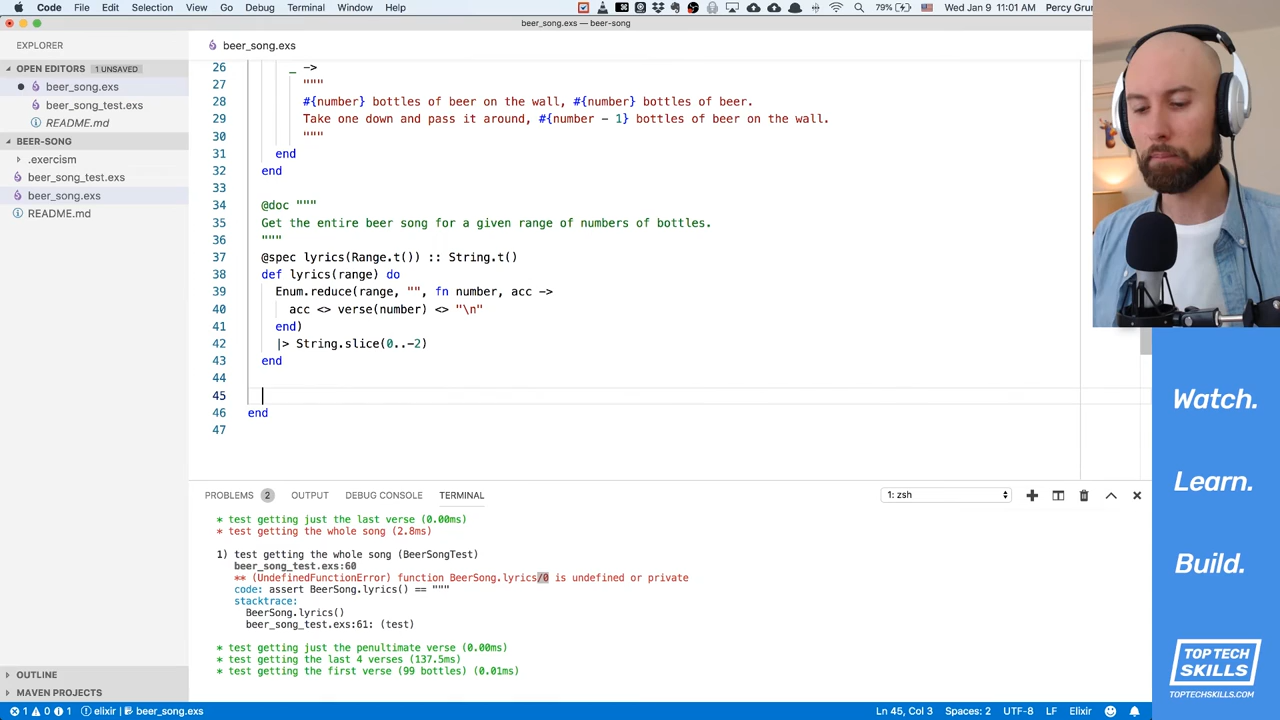 Code File Edit Selection View Go Debug Terminal Window Help 79% Wed Jan 9 11:01 AM Percy Gru
beer_song.exs — beer-song
EXPLORER
beer_song.exs
OPEN EDITORS 1 UNSAVED
beer_song.exs
beer_song_test.exs
README.md
BEER-SONG
.exercism
beer_song_test.exs
beer_song.exs
README.md
OUTLINE
MAVEN PROJECTS
26 _ ->
27 """
28 #{number} bottles of beer on the wall, #{number} bottles of beer.
29 Take one down and pass it around, #{number - 1} bottles of beer on the wall.
30 """
31 end
32 end
33
34 @doc """
35 Get the entire beer song for a given range of numbers of bottles.
36 """
37 @spec lyrics(Range.t()) :: String.t()
38 def lyrics(range) do
39 Enum.reduce(range, "", fn number, acc ->
40 acc <> verse(number) <> "\n"
41 end)
42 |> String.slice(0..-2)
43 end
44
45
46 end
47
PROBLEMS 2 OUTPUT DEBUG CONSOLE TERMINAL 1: zsh
* test getting just the last verse (0.00ms)
* test getting the whole song (2.8ms)
1) test getting the whole song (BeerSongTest)
beer_song_test.exs:60
** (UndefinedFunctionError) function BeerSong.lyrics/0 is undefined or private
code: assert BeerSong.lyrics() == """
stacktrace:
BeerSong.lyrics()
beer_song_test.exs:61: (test)
* test getting just the penultimate verse (0.00ms)
* test getting the last 4 verses (137.5ms)
* test getting the first verse (99 bottles) (0.01ms)
1 0 1 elixir | beer_song.exs Ln 45, Col 3 Spaces: 2 UTF-8 LF Elixir
Watch.
Learn.
Build.
TOP TECH
SKILLS
TOPTECHSKILLS.COM